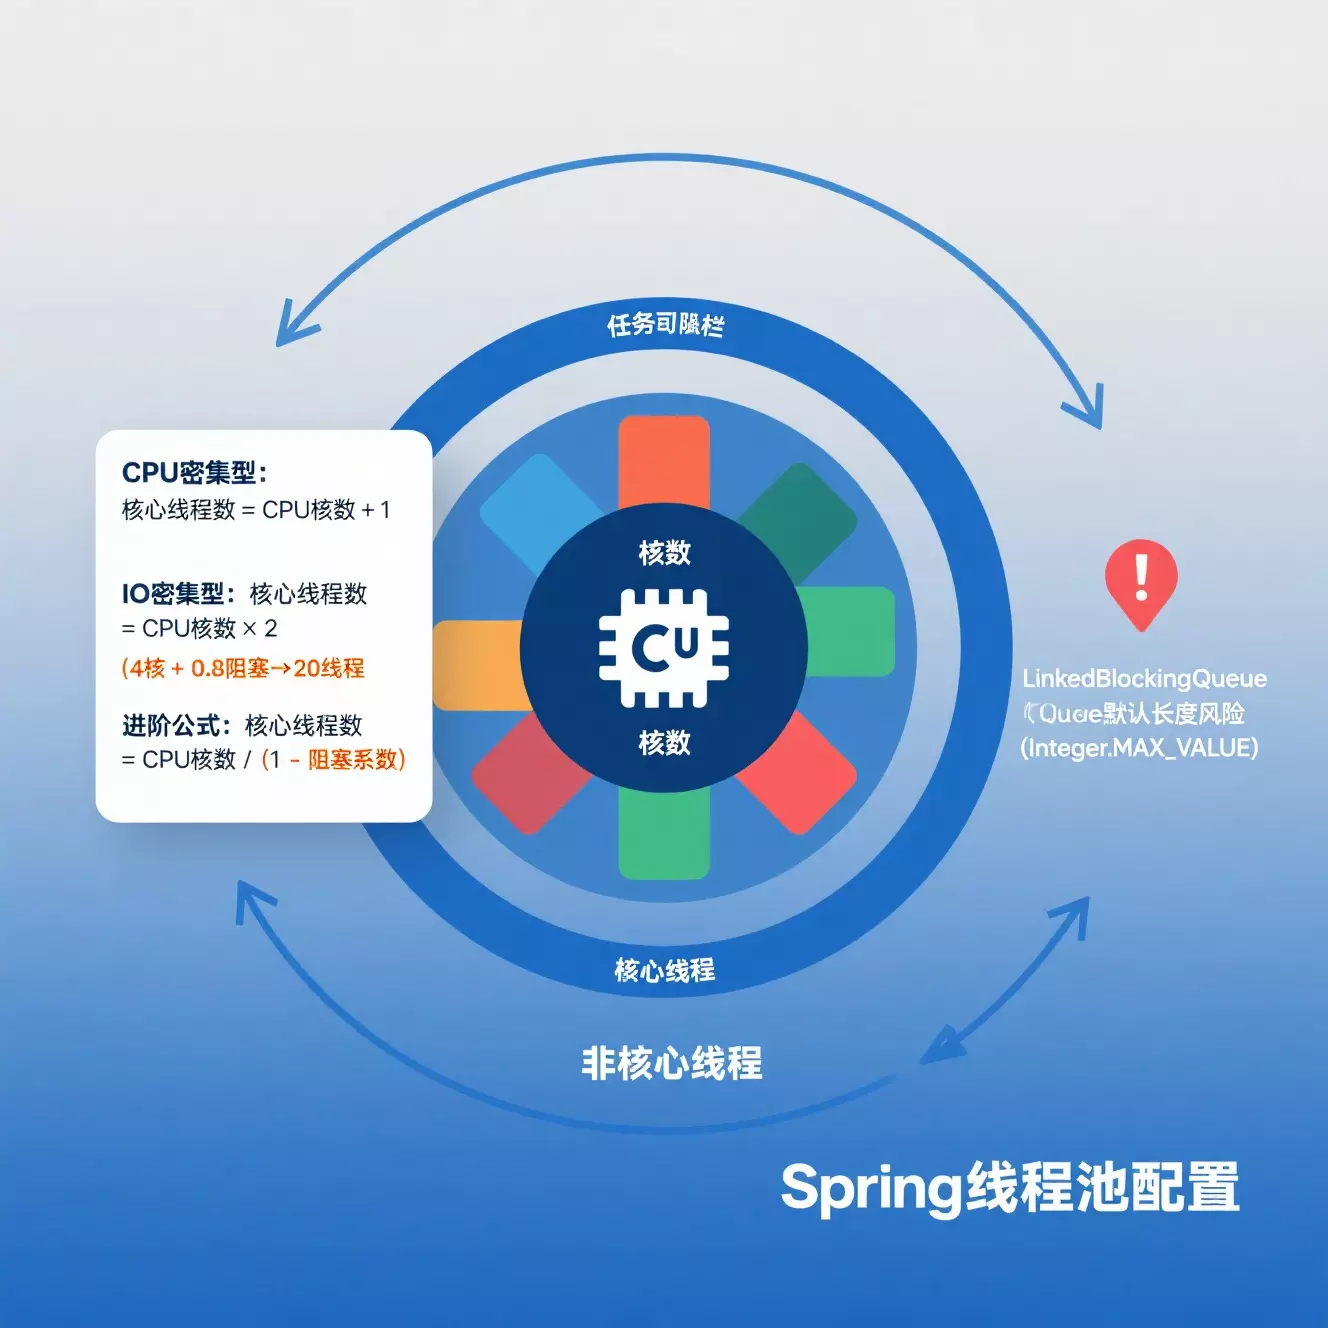 任务司隊栏
CPU密集型：
核心线程数 = CPU核数 + 1
IO密集型：核心线程数
= CPU核数 × 2
(4核 + 0.8阻塞→20线程
进阶公式：核心线程数
= CPU核数 / (1 - 阻塞系数)
核数
CU
核数
LinkedBlockingQueue
默认长度风险
(Integer.MAX_VALUE)
核心线程
非核心线程
Spring线程池配置